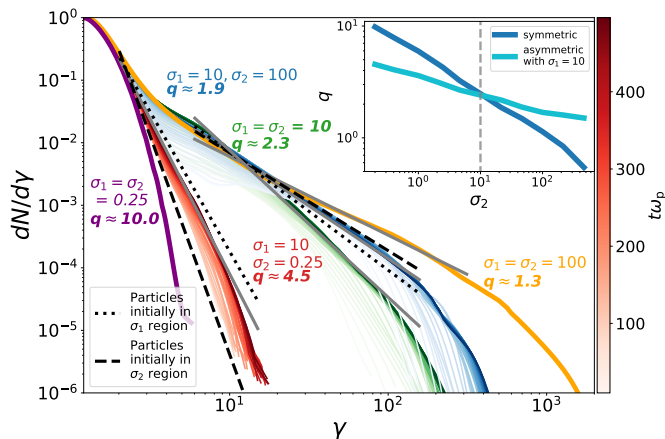 10⁰
10⁻¹
10⁻²
10⁻³
10⁻⁴
10⁻⁵
10⁻⁶
dN/dγ
10¹
10²
10³
γ
σ₁ = 10, σ₂ = 100
q ≈ 1.9
σ₁ = σ₂ = 10
q ≈ 2.3
σ₁ = σ₂
= 0.25
q ≈ 10.0
σ₁ = 10
σ₂ = 0.25
q ≈ 4.5
σ₁ = σ₂ = 100
q ≈ 1.3
Particles
initially in
σ₁ region
Particles
initially in
σ₂ region
10¹
10⁰
q
symmetric
asymmetric
with σ₁ = 10
10⁰
10¹
10²
σ₂
400
300
200
100
tωₚ